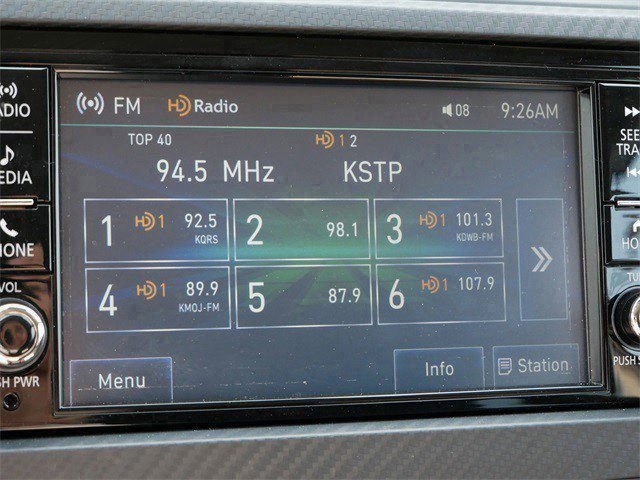 FM HD Radio 08 9:26AM
TOP 40 HD 1 2
94.5 MHz KSTP
1 HD 1 92.5 KQRS 2 98.1 3 HD 1 101.3 KDWB-FM
4 HD 1 89.9 KMOJ-FM 5 87.9 6 HD 1 107.9
Menu Info Station
ADIO
EDIA
HONE
VOL
SH PWR
SEE
TRA
HO
TU
PUSH S